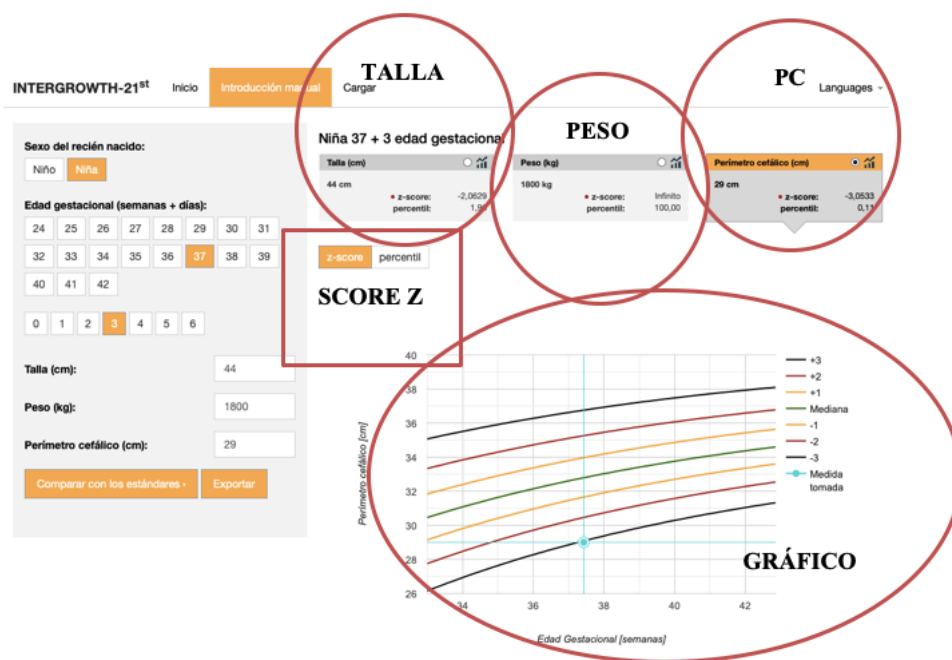 TALLA
PC
INTERGROWTH-21st Inicio Introducción manual Cargar Languages
PESO
Sexo del recién nacido:
Niño Niña
Edad gestacional (semanas + días):
24 25 26 27 28 29 30 31
32 33 34 35 36 37 38 39
40 41 42
0 1 2 3 4 5 6
Talla (cm): 44
Peso (kg): 1800
Perímetro cefálico (cm): 29
Comparar con los estándares › Exportar
Niña 37 + 3 edad gestacional
Talla (cm)
44 cm
z-score: -2,0629
percentil: 1,96
Peso (kg)
1800 kg
z-score: Infinito
percentil: 100,00
Perímetro cefálico (cm)
29 cm
z-score: -3,0533
percentil: 0,11
z-score percentil
SCORE Z
40
38
36
34
32
30
28
26
Perímetro cefálico [cm]
34 36 38 40 42
Edad Gestacional [semanas]
+3
+2
+1
Mediana
-1
-2
-3
Medida
tomada
GRÁFICO